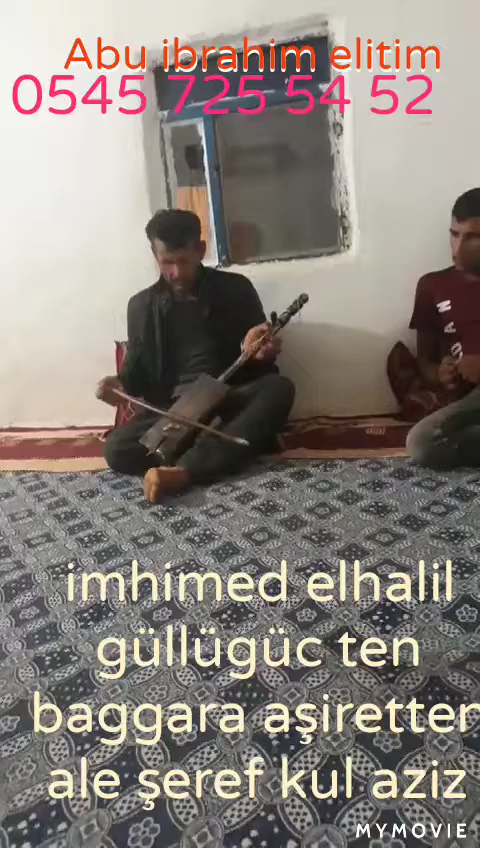 Abu ibrahim elitim
0545 725 54 52
imhimed elhalil
güllügüc ten
baggara aşiretten
ale şeref kul aziz
MYMOVIE